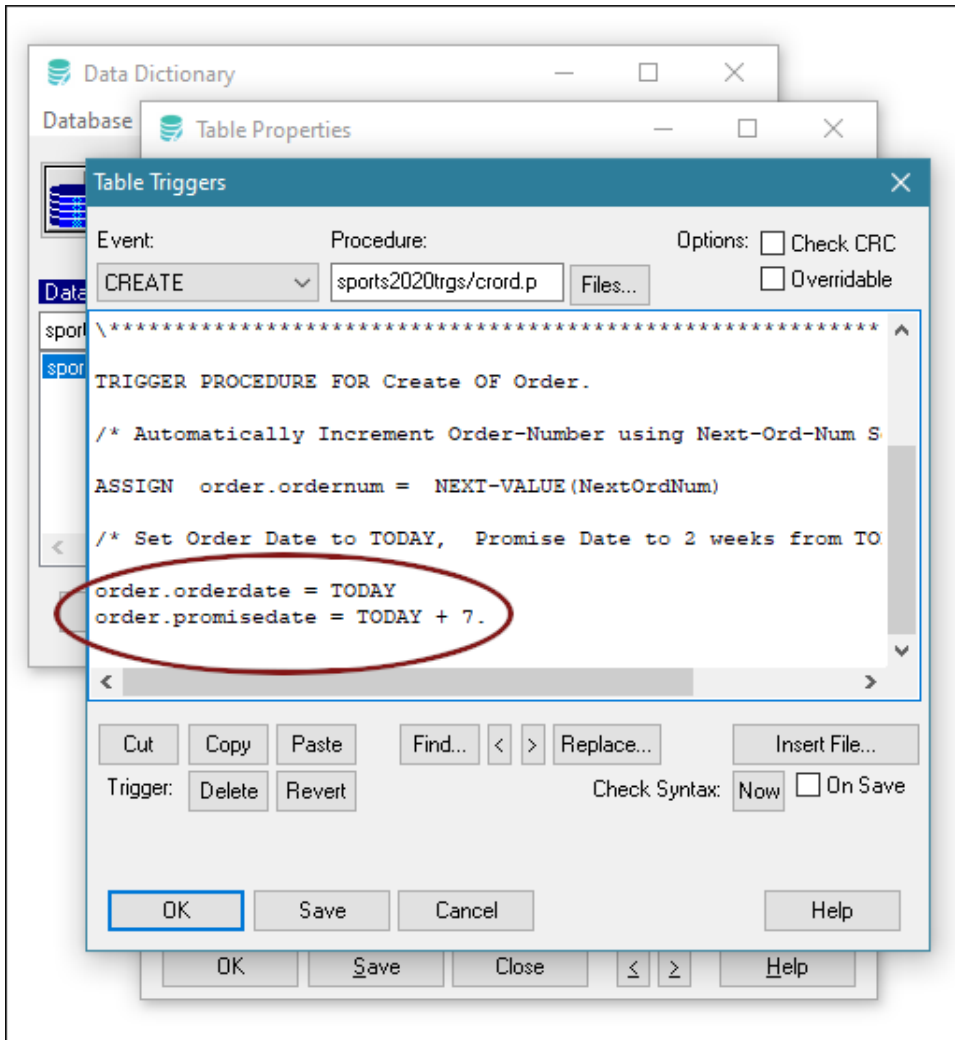 Data Dictionary
Database
Table Properties
Table Triggers
Event:
Procedure:
Options:
Check CRC
Overridable
CREATE
sports2020trgs/crord.p
Files...
Data
sport
spor
\***********************************************************
TRIGGER PROCEDURE FOR Create OF Order.
/* Automatically Increment Order-Number using Next-Ord-Num S
ASSIGN  order.ordernum =  NEXT-VALUE(NextOrdNum)
/* Set Order Date to TODAY,  Promise Date to 2 weeks from TO
order.orderdate = TODAY
order.promisedate = TODAY + 7.
Cut
Copy
Paste
Find...
<
>
Replace...
Insert File...
Trigger:
Delete
Revert
Check Syntax:
Now
On Save
OK
Save
Cancel
Help
OK
Save
Close
<
>
Help